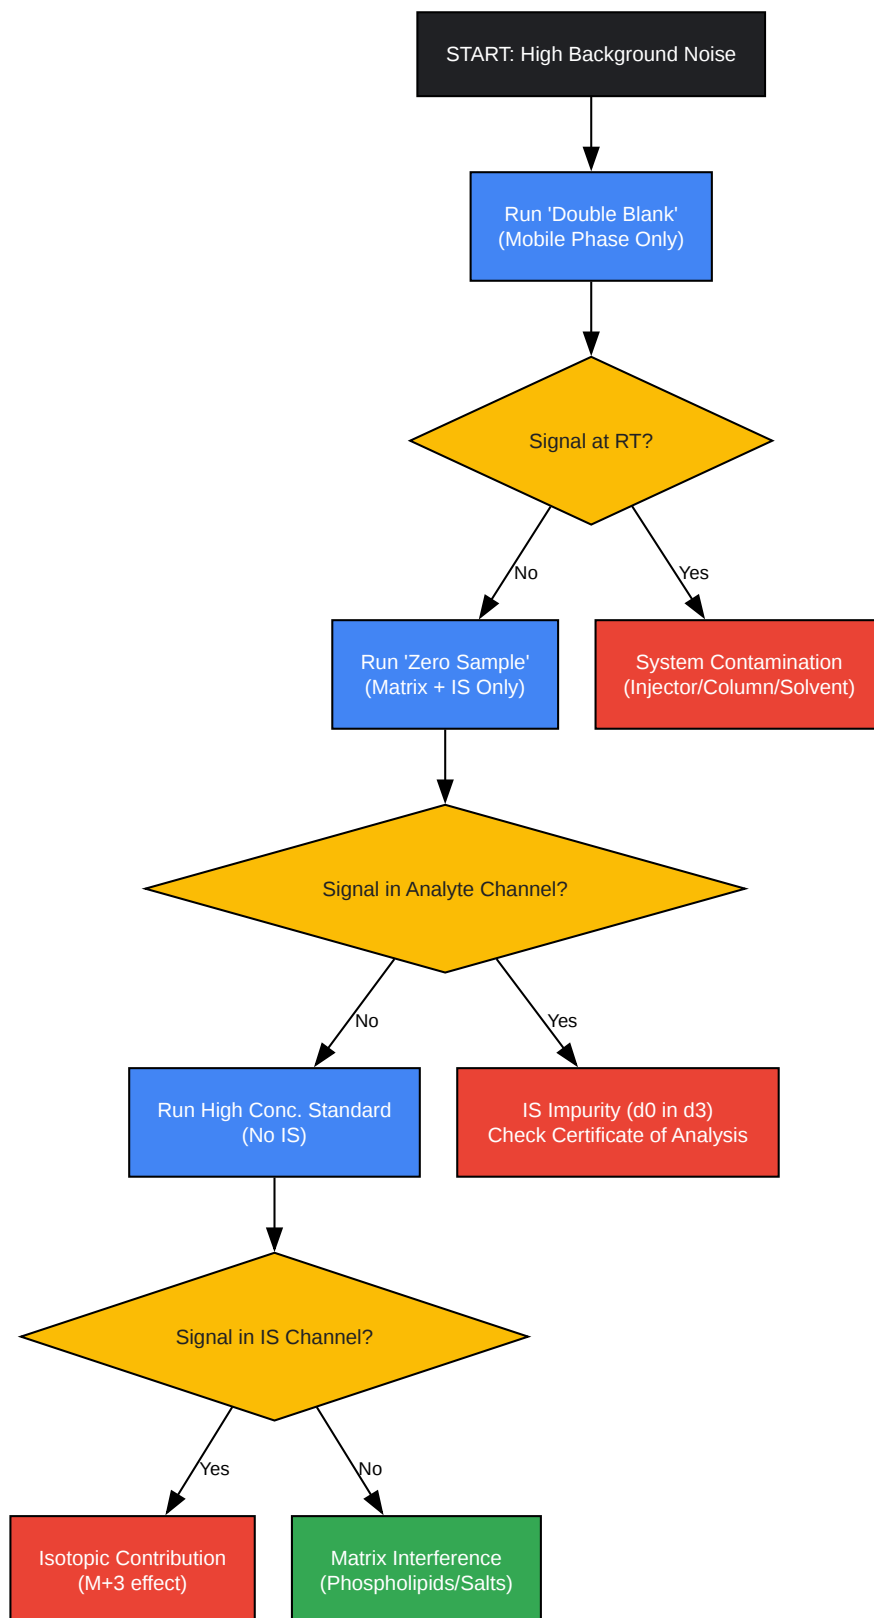 START: High Background Noise
Run 'Double Blank'
(Mobile Phase Only)
Signal at RT?
No
Yes
Run 'Zero Sample'
(Matrix + IS Only)
System Contamination
(Injector/Column/Solvent)
Signal in Analyte Channel?
No
Yes
Run High Conc. Standard
(No IS)
IS Impurity (d0 in d3)
Check Certificate of Analysis
Signal in IS Channel?
Yes
No
Isotopic Contribution
(M+3 effect)
Matrix Interference
(Phospholipids/Salts)